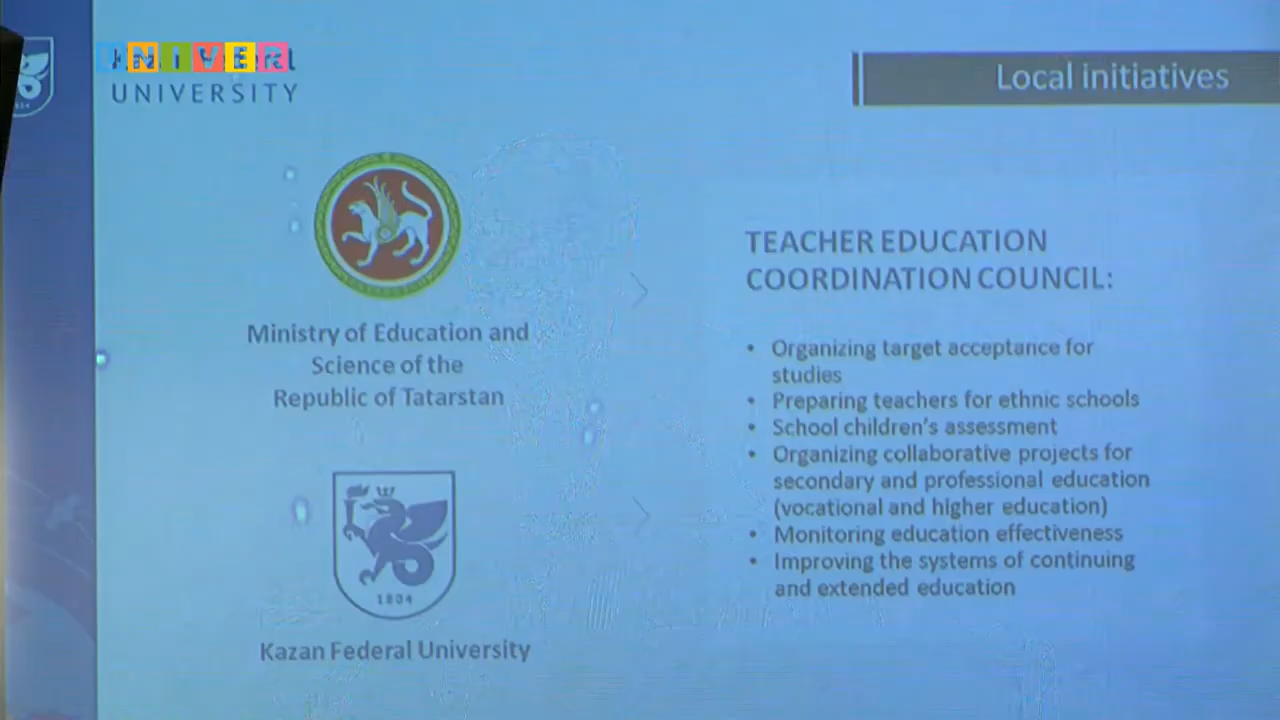 UNIVER
UNIVERSITY
Local initiatives
Ministry of Education and
Science of the
Republic of Tatarstan
1804
Kazan Federal University
TEACHER EDUCATION
COORDINATION COUNCIL:
• Organizing target acceptance for
studies
• Preparing teachers for ethnic schools
• School children's assessment
• Organizing collaborative projects for
secondary and professional education
(vocational and higher education)
• Monitoring education effectiveness
• Improving the systems of continuing
and extended education